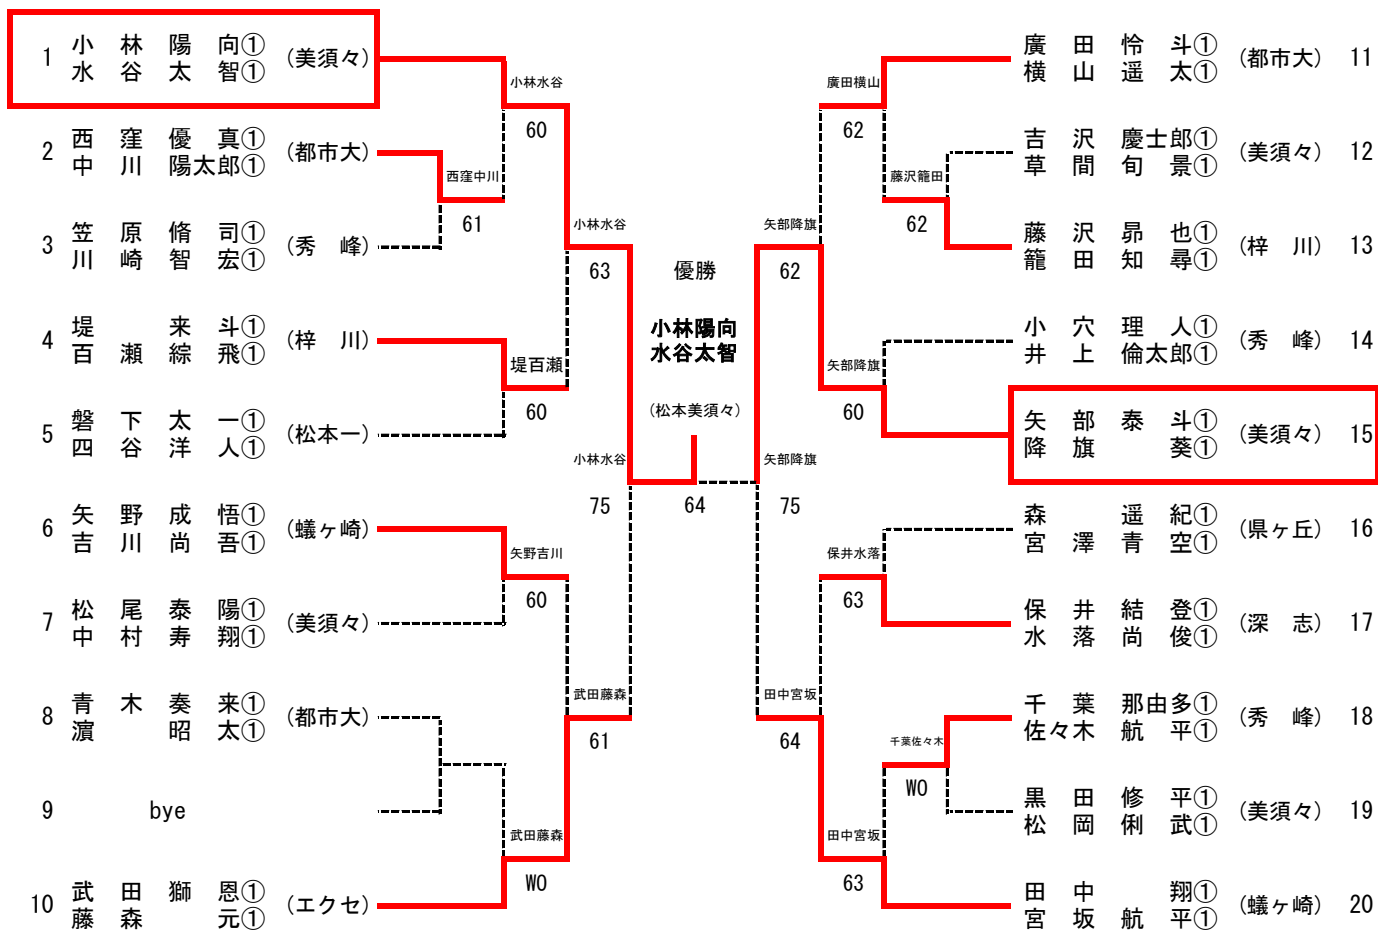 1 小林陽向① (美須々)
水谷太智①
2 西窪優真① (都市大)
中川陽太郎①
3 笠原脩司① (秀峰)
川崎智宏①
4 堤来斗① (梓川)
百瀬綜飛①
5 磐下太一① (松本一)
四谷洋人①
6 矢野成悟① (蟻ヶ崎)
吉川尚吾①
7 松尾泰陽① (美須々)
中村寿翔①
8 青木奏来① (都市大)
濵昭太①
9 bye
10 武田獅恩① (エクセ)
藤森元①
小林水谷
60
西窪中川
61
小林水谷
63
堤百瀬
60
小林水谷
75
矢野吉川
60
武田藤森
61
武田藤森
WO
優勝
小林陽向
水谷太智
(松本美須々)
64
廣田横山
62
藤沢籠田
62
矢部降旗
62
矢部降旗
60
矢部降旗
75
保井水落
63
田中宮坂
64
千葉佐々木
WO
田中宮坂
63
廣田怜斗① (都市大) 11
横山遥太①
吉沢慶士郎① (美須々) 12
草間旬景①
藤沢昴也① (梓川) 13
籠田知尋①
小穴理人① (秀峰) 14
井上倫太郎①
矢部泰斗① (美須々) 15
降旗葵①
森遥紀① (県ヶ丘) 16
宮澤青空①
保井結登① (深志) 17
水落尚俊①
千葉那由多① (秀峰) 18
佐々木航平①
黒田修平① (美須々) 19
松岡俐武①
田中翔① (蟻ヶ崎) 20
宮坂航平①